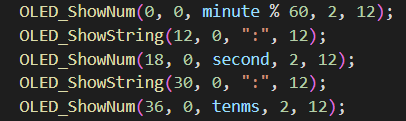 OLED_ShowNum(0, 0, minute % 60, 2, 12);
OLED_ShowString(12, 0, ":", 12);
OLED_ShowNum(18, 0, second, 2, 12);
OLED_ShowString(30, 0, ":", 12);
OLED_ShowNum(36, 0, tenms, 2, 12);